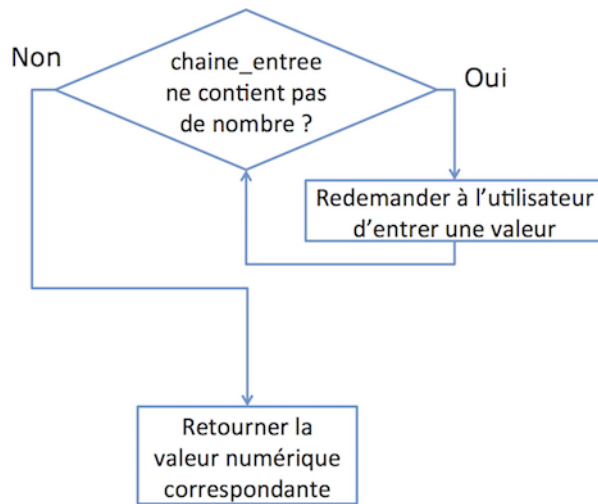 Non
chaine_entree
ne contient pas
de nombre ?
Oui
Redemander à l'utilisateur
d'entrer une valeur
Retourner la
valeur numérique
correspondante